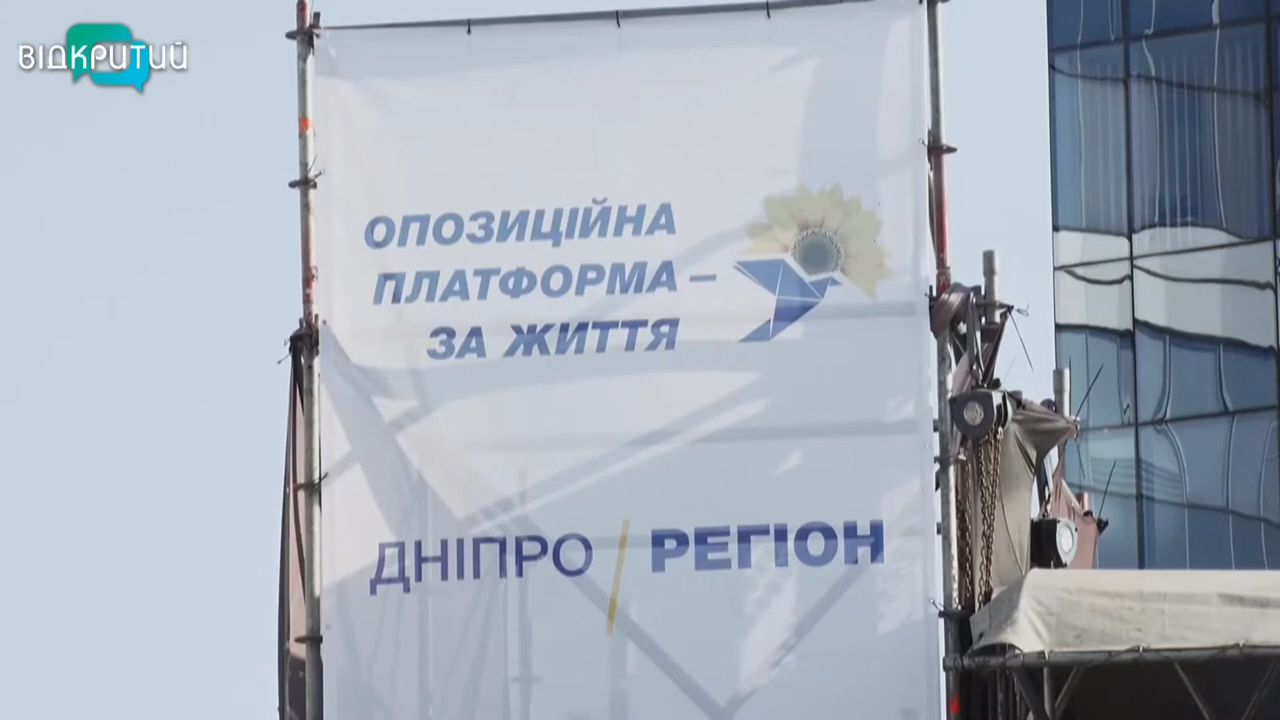 ВІДКРИТИЙ
ОПОЗИЦІЙНА
ПЛАТФОРМА –
ЗА ЖИТТЯ
ДНІПРО / РЕГІОН